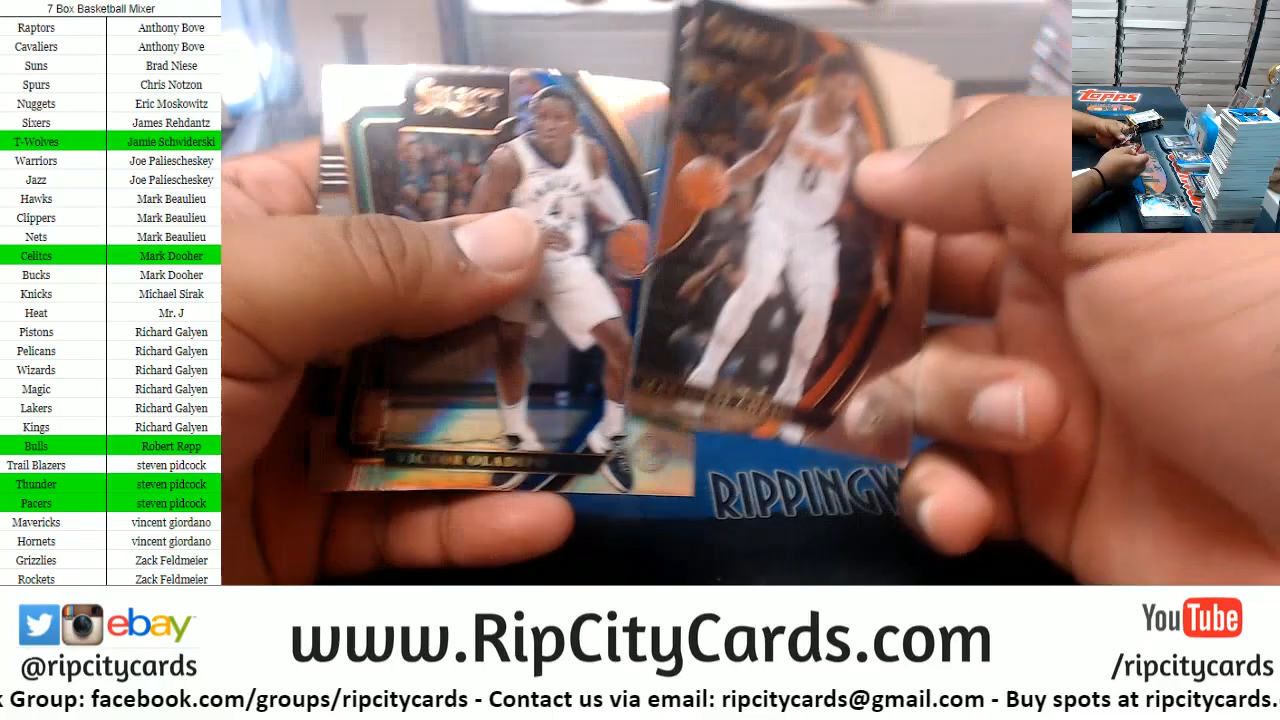 7 Box Basketball Mixer
Raptors Anthony Bove
Cavaliers Anthony Bove
Suns Brad Niese
Spurs Chris Notzon
Nuggets Eric Moskowitz
Sixers James Rehdantz
T-Wolves Jamie Schwiderski
Warriors Joe Paliescheskey
Jazz Joe Paliescheskey
Hawks Mark Beaulieu
Clippers Mark Beaulieu
Nets Mark Beaulieu
Celitcs Mark Dooher
Bucks Mark Dooher
Knicks Michael Sirak
Heat Mr. J
Pistons Richard Galyen
Pelicans Richard Galyen
Wizards Richard Galyen
Magic Richard Galyen
Lakers Richard Galyen
Kings Richard Galyen
Bulls Robert Repp
Trail Blazers steven pidcock
Thunder steven pidcock
Pacers steven pidcock
Mavericks vincent giordano
Hornets vincent giordano
Grizzlies Zack Feldmeier
Rockets Zack Feldmeier
SELECT
4
0
VICTOR OLADIPO
RIPPINGW
Topps
ebay
@ripcitycards
www.RipCityCards.com
YouTube
/ripcitycards
k Group: facebook.com/groups/ripcitycards - Contact us via email: ripcitycards@gmail.com - Buy spots at ripcitycards.